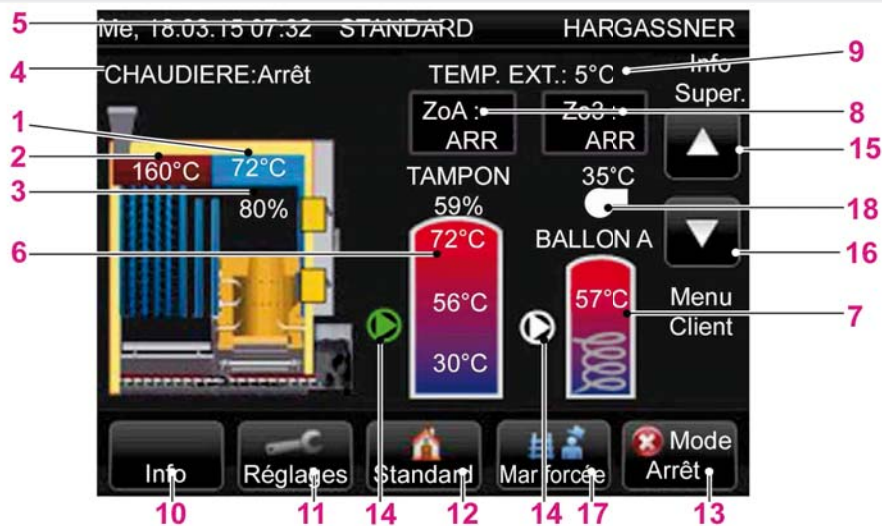 5 Me, 18.03.15 07:32 STANDARD HARGASSNER
4 CHAUDIERE:Arrêt TEMP. EXT.: 5°C 9
Info
Super.
ZoA : Zo3 : 8
ARR ARR
1
2 160°C 72°C
15
3 80%
TAMPON 35°C
59%
18
6 72°C BALLON A
16
56°C 57°C Menu
Client 7
30°C
Info Réglages Standard Mar forcée Mode
Arrêt
10 11 14 12 14 17 13